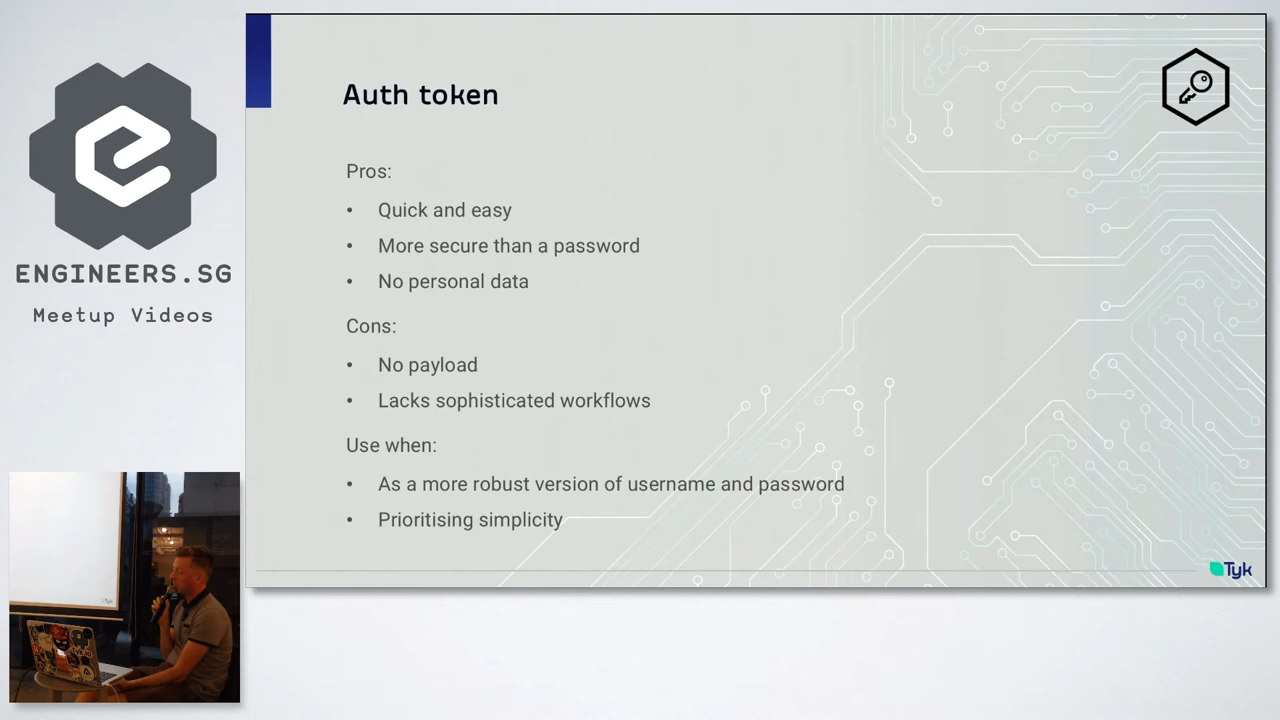 ENGINEERS.SG
Meetup Videos
Auth token
Pros:
• Quick and easy
• More secure than a password
• No personal data
Cons:
• No payload
• Lacks sophisticated workflows
Use when:
• As a more robust version of username and password
• Prioritising simplicity
Tyk